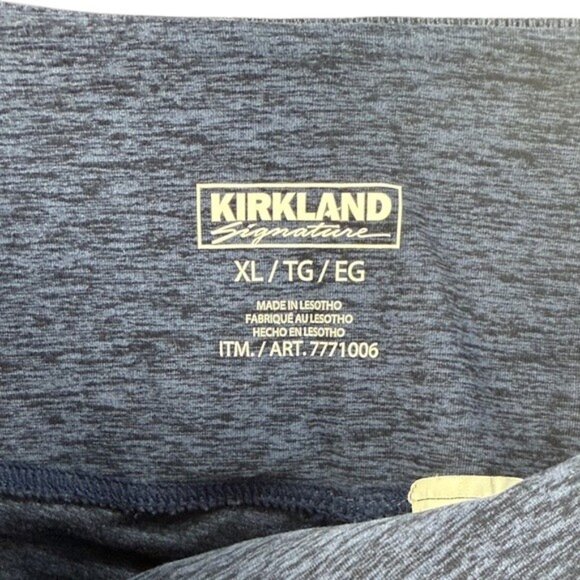 KIRKLAND
Signature
XL / TG / EG
MADE IN LESOTHO
FABRIQUÉ AU LESOTHO
HECHO EN LESOTHO
ITM. / ART. 7771006